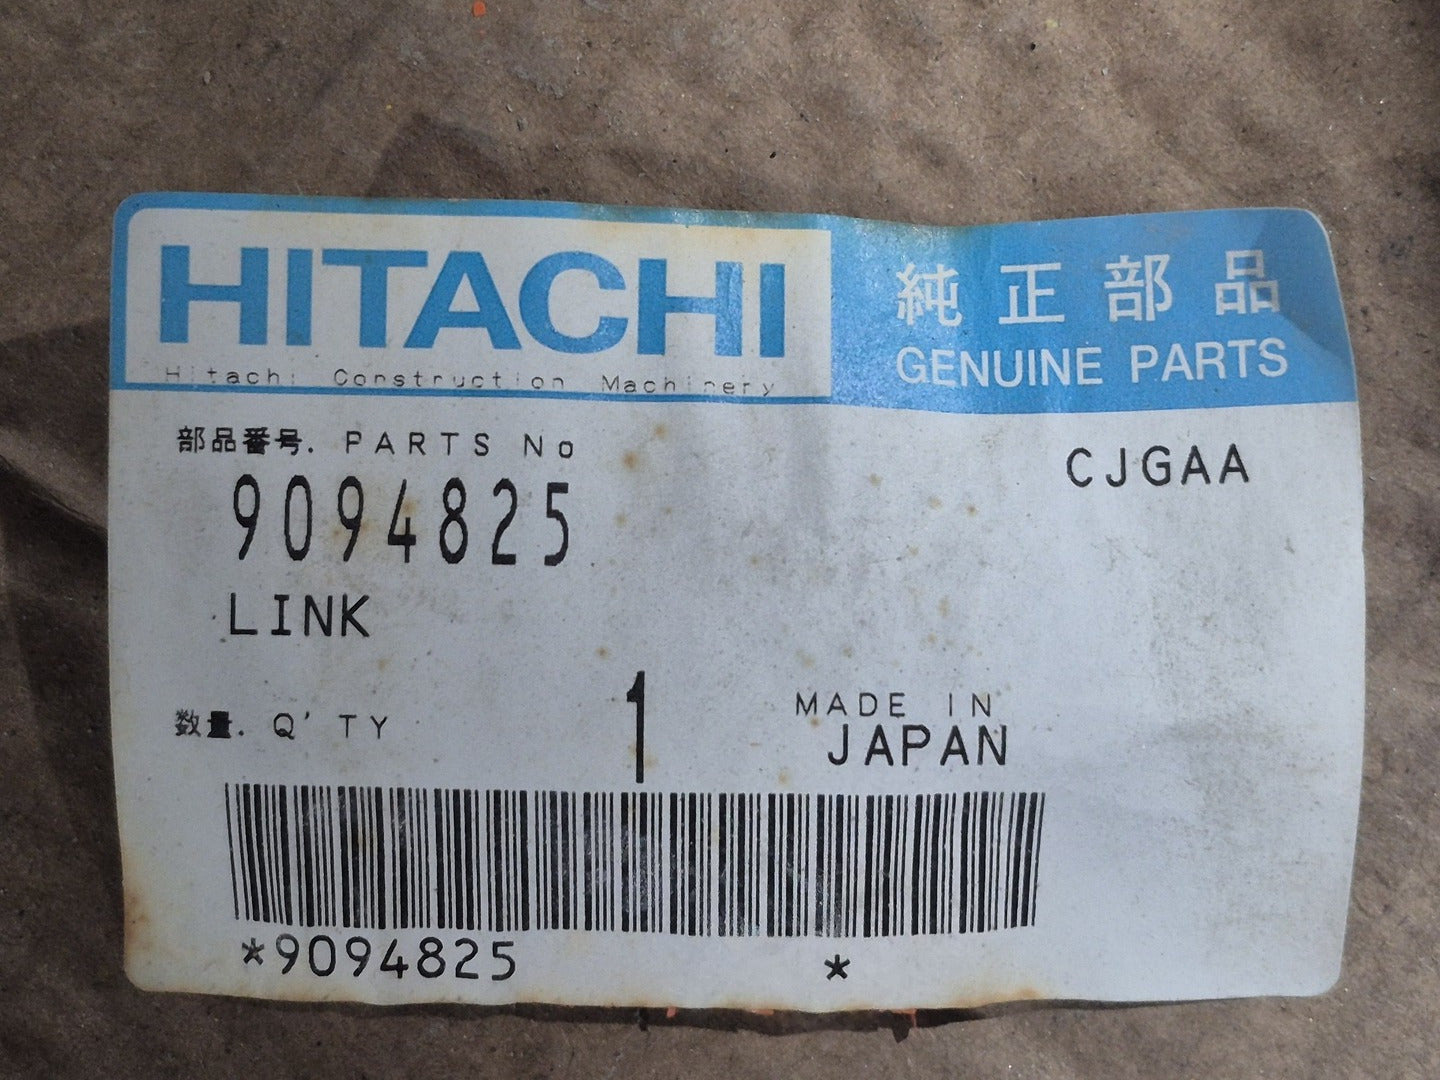 HITACHI
Hitachi Construction Machinery
純正部品
GENUINE PARTS
部品番号. PARTS No
CJGAA
9094825
LINK
数量. Q'TY
1
MADE IN
JAPAN
*9094825 *